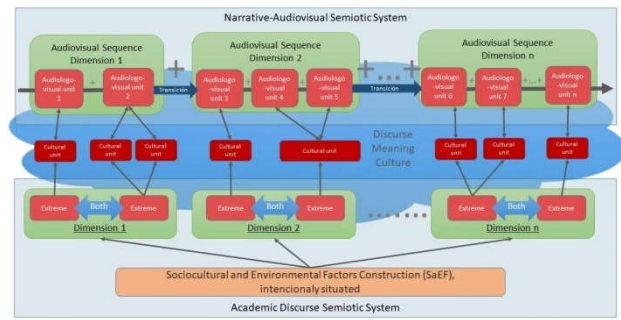 Narrative-Audiovisual Semiotic System
Audiovisual Sequence
Dimension 1
Audiologo-
visual unit
1
+
Audiologo-
visual unit
2
+
Transición
Audiovisual Sequence
Dimension 2
Audiologo
-visual
unit 3
+
Audiologo
-visual
unit 4
+
Audiologo
-visual
unit 5
+ ... +
Transición
Audiovisual Sequence
Dimension n
Audiologo
-visual
unit 6
+
Audiologo
-visual
unit 7
+...+
Audiologo
-visual
unit n
Cultural
unit
Cultural
unit
Cultural
unit
Cultural
unit
Cultural unit
Discurse
Meaning
Culture
Cultural
unit
Cultural
unit
Cultural
unit
Extreme
Both
Extreme
Dimension 1
Extreme
Both
Extreme
Dimension 2
........
Extreme
Both
Extreme
Dimension n
Sociocultural and Environmental Factors Construction (SaEF),
intencionaly situated
Academic Discurse Semiotic System